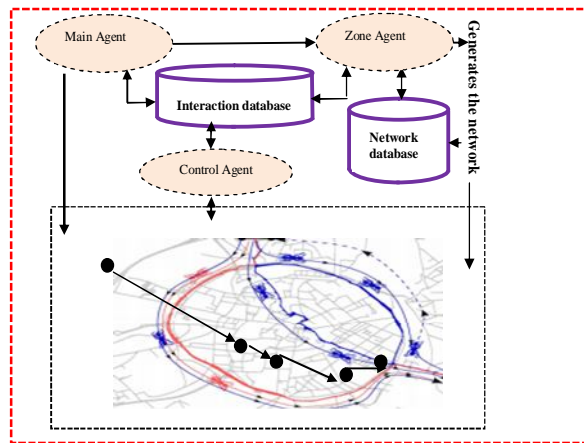 Main Agent
Zone Agent
Generates the network
Interaction database
Network
database
Control Agent